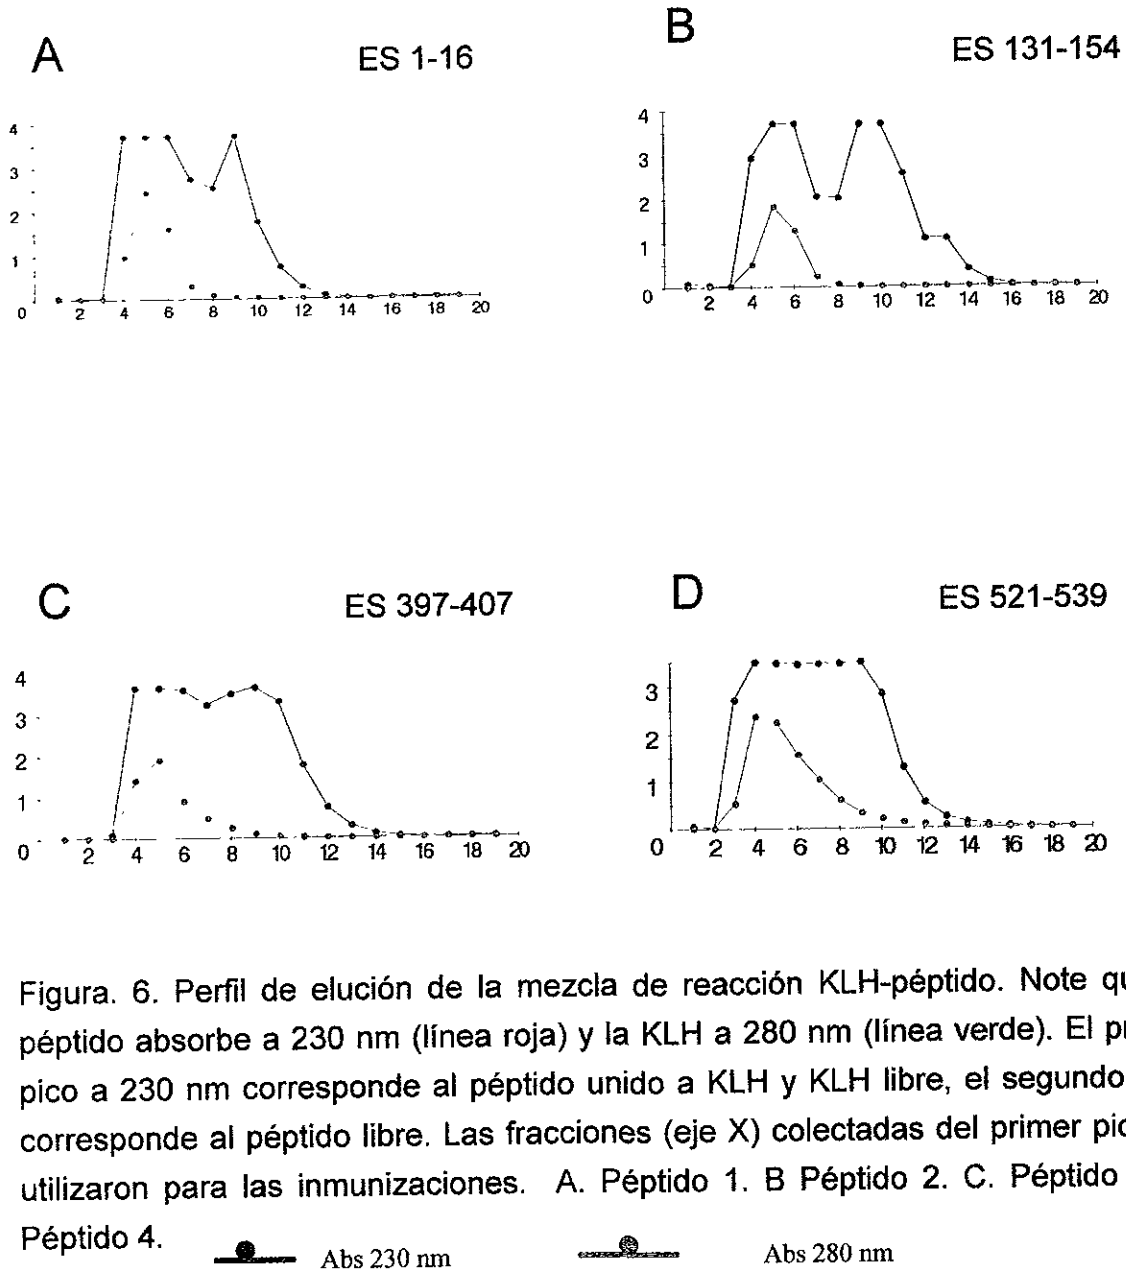 A
ES 1-16
B
ES 131-154
4
3
2
1
0 2 4 6 8 10 12 14 16 18 20
4
3
2
1
0
2 4 6 8 10 12 14 16 18 20
C
ES 397-407
D
ES 521-539
4
3
2
1
0 2 4 6 8 10 12 14 16 18 20
3
2
1
0 2 4 6 8 10 12 14 16 18 20
Figura. 6. Perfil de elución de la mezcla de reacción KLH-péptido. Note qu
péptido absorbe a 230 nm (línea roja) y la KLH a 280 nm (línea verde). El pr
pico a 230 nm corresponde al péptido unido a KLH y KLH libre, el segundo
corresponde al péptido libre. Las fracciones (eje X) colectadas del primer pic
utilizaron para las inmunizaciones. A. Péptido 1. B Péptido 2. C. Péptido
Péptido 4.
Abs 230 nm
Abs 280 nm